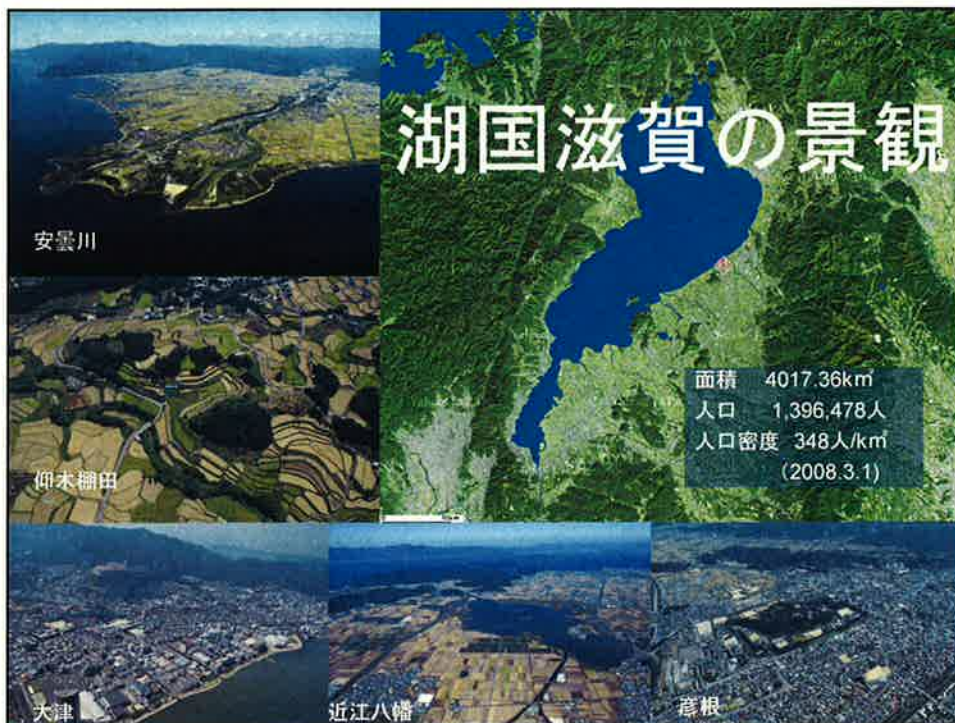 湖国滋賀の景観
安曇川
面積 4017.36k㎡
人口 1,396,478人
人口密度 348人/k㎡
(2008.3.1)
仰木棚田
大津
近江八幡
彦根